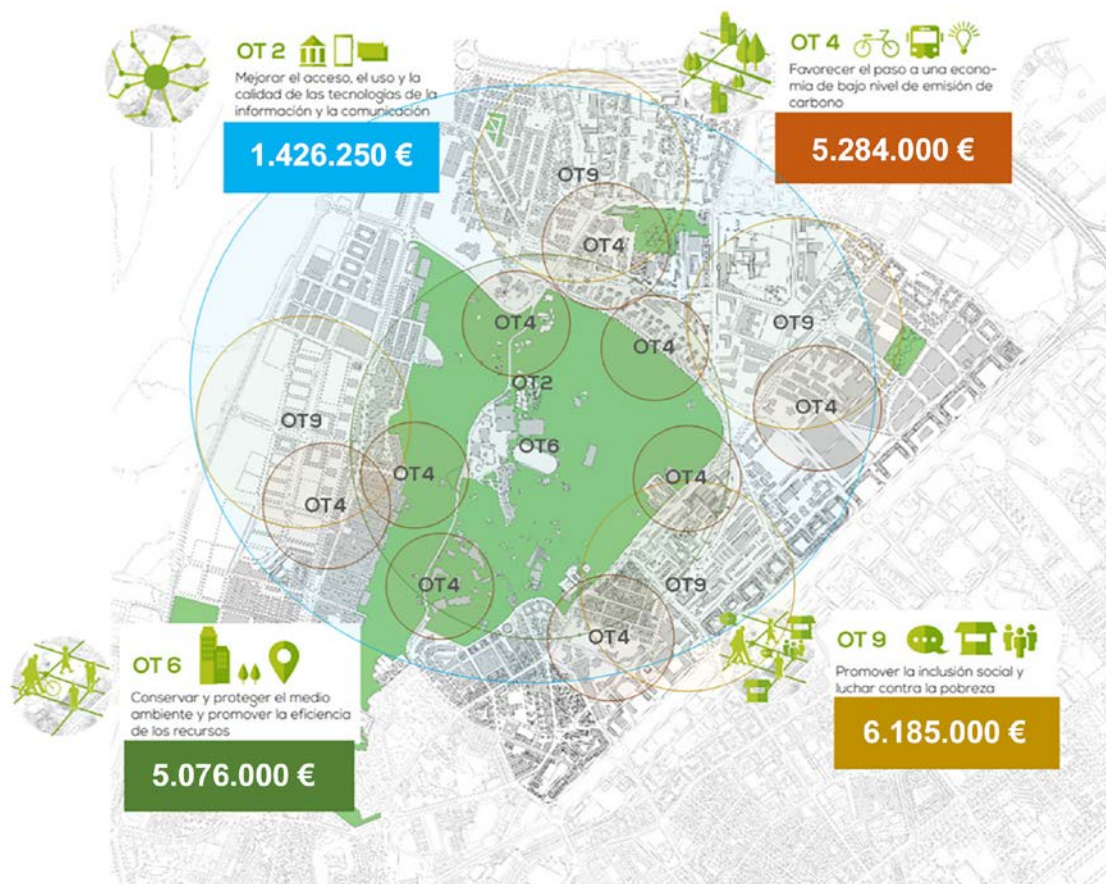 OT 2
Mejorar el acceso, el uso y la
calidad de las tecnologías de la
información y la comunicación
1.426.250 €
OT 4
Favorecer el paso a una econo-
mía de bajo nivel de emisión de
carbono
5.284.000 €
OT9
OT4
OT4
OT4
OT9
OT2
OT4
OT9
OT6
OT4
OT4
OT4
OT4
OT9
OT4
OT 6
Conservar y proteger el medio
ambiente y promover la eficiencia
de los recursos
5.076.000 €
OT 9
Promover la inclusión social y
luchar contra la pobreza
6.185.000 €